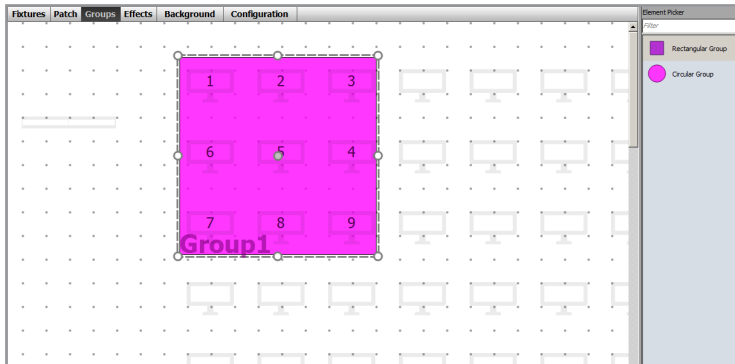 Fixtures Patch Groups Effects Background Configuration
Element Picker
Filter
Rectangular Group
Circular Group
1 2 3
6 5 4
7 8 9
Group1